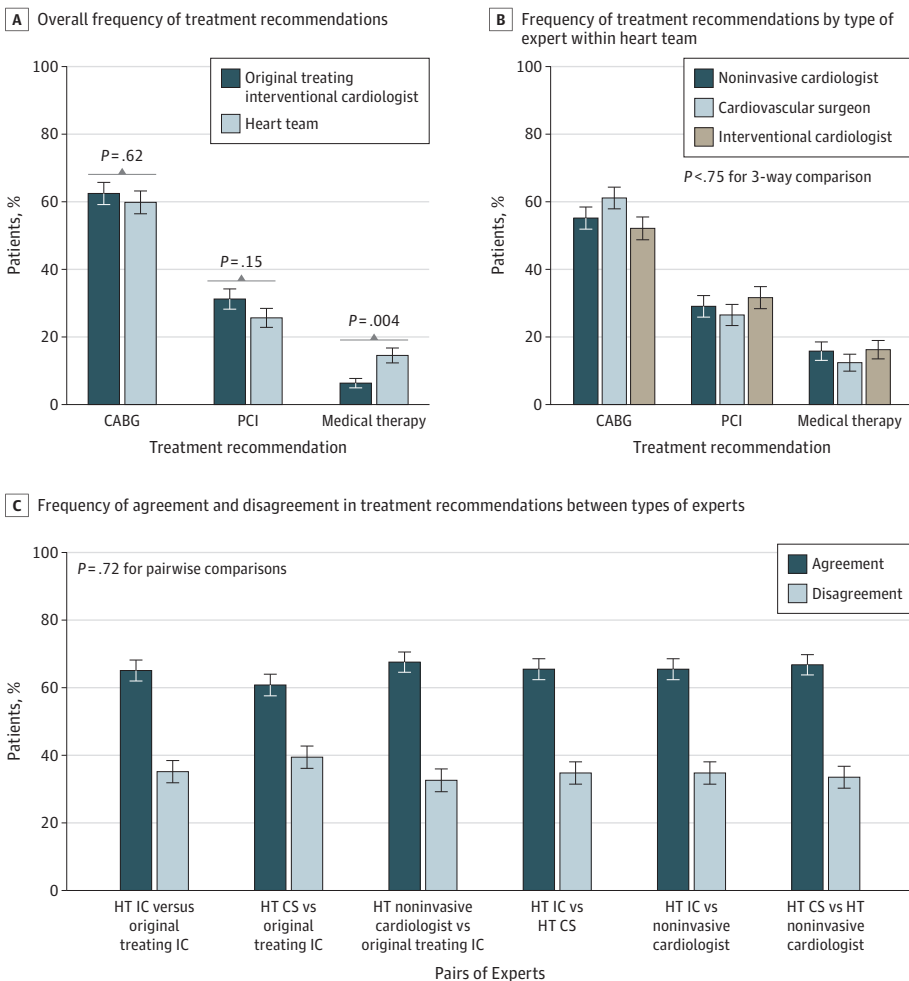 A Overall frequency of treatment recommendations
100
80
60
40
20
0
Patients, %
Original treating
interventional cardiologist
Heart team
P = .62
P = .15
P = .004
CABG
PCI
Medical therapy
Treatment recommendation
B Frequency of treatment recommendations by type of
expert within heart team
100
80
60
40
20
0
Patients, %
Noninvasive cardiologist
Cardiovascular surgeon
Interventional cardiologist
P <.75 for 3-way comparison
CABG
PCI
Medical therapy
Treatment recommendation
C Frequency of agreement and disagreement in treatment recommendations between types of experts
100
80
60
40
20
0
Patients, %
P = .72 for pairwise comparisons
Agreement
Disagreement
HT IC versus
original
treating IC
HT CS vs
original
treating IC
HT noninvasive
cardiologist vs
original treating IC
HT IC vs
HT CS
HT IC vs
noninvasive
cardiologist
HT CS vs HT
noninvasive
cardiologist
Pairs of Experts